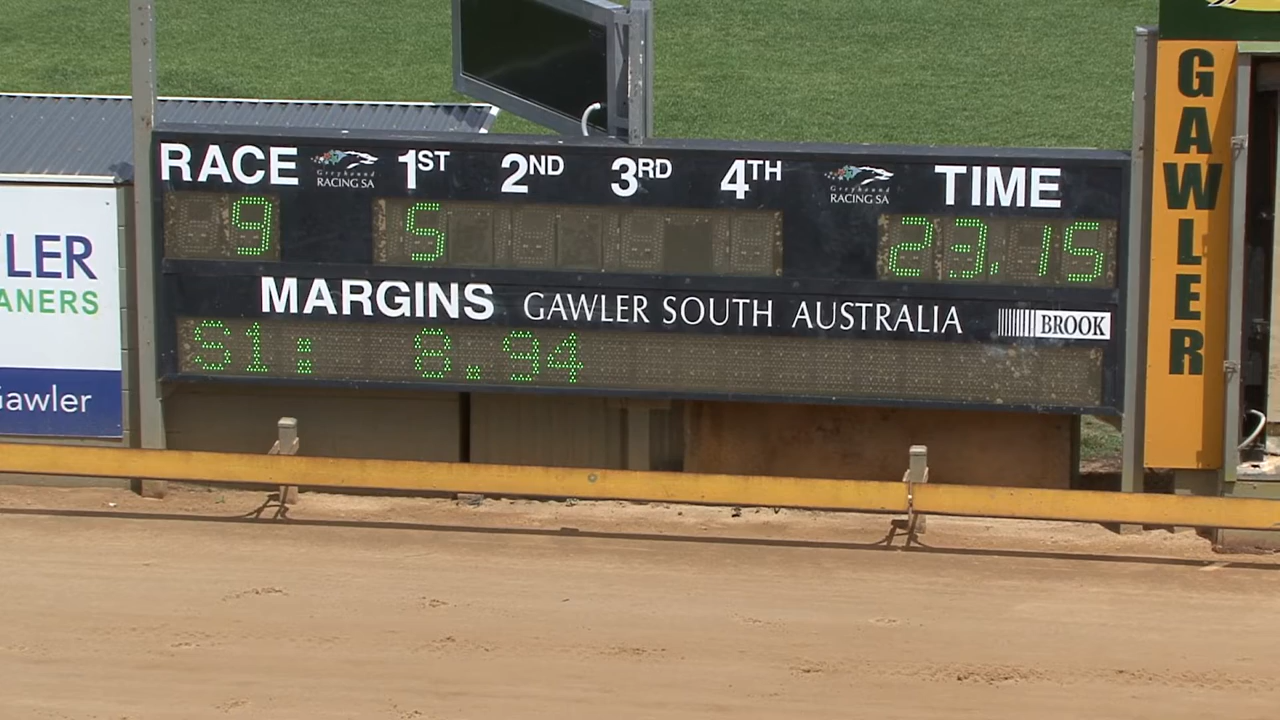 RACE Greyhound RACING SA 1ST 2ND 3RD 4TH Greyhound RACING SA TIME
9 5 23.15
MARGINS GAWLER SOUTH AUSTRALIA BROOK
S1: 8.94
GAWLER
LER
ANERS
Gawler